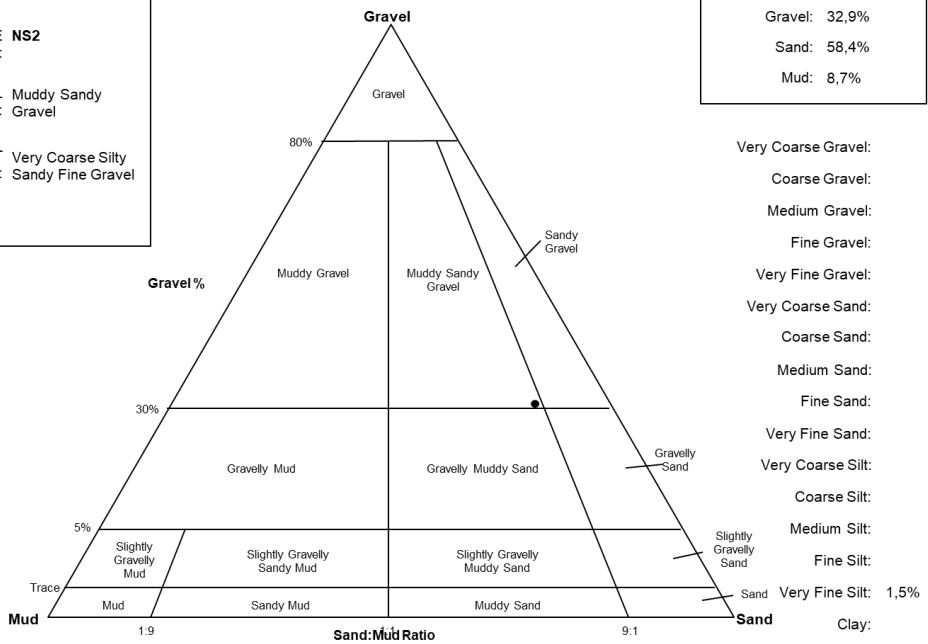 NS2
Muddy Sandy
Gravel
Very Coarse Silty
Sandy Fine Gravel
Gravel
Gravel
80%
Sandy
Gravel
Muddy Gravel
Muddy Sandy
Gravel
Gravel %
30%
Gravelly Mud
Gravelly Muddy Sand
Gravelly
Sand
5%
Slightly
Gravelly
Mud
Slightly Gravelly
Sandy Mud
Slightly Gravelly
Muddy Sand
Slightly
Gravelly
Sand
Trace
Mud
Sandy Mud
Muddy Sand
Sand
Mud
Sand
1:9
1:1
9:1
Sand:Mud Ratio
Gravel: 32,9%
Sand: 58,4%
Mud: 8,7%
Very Coarse Gravel:
Coarse Gravel:
Medium Gravel:
Fine Gravel:
Very Fine Gravel:
Very Coarse Sand:
Coarse Sand:
Medium Sand:
Fine Sand:
Very Fine Sand:
Very Coarse Silt:
Coarse Silt:
Medium Silt:
Fine Silt:
Very Fine Silt: 1,5%
Clay: